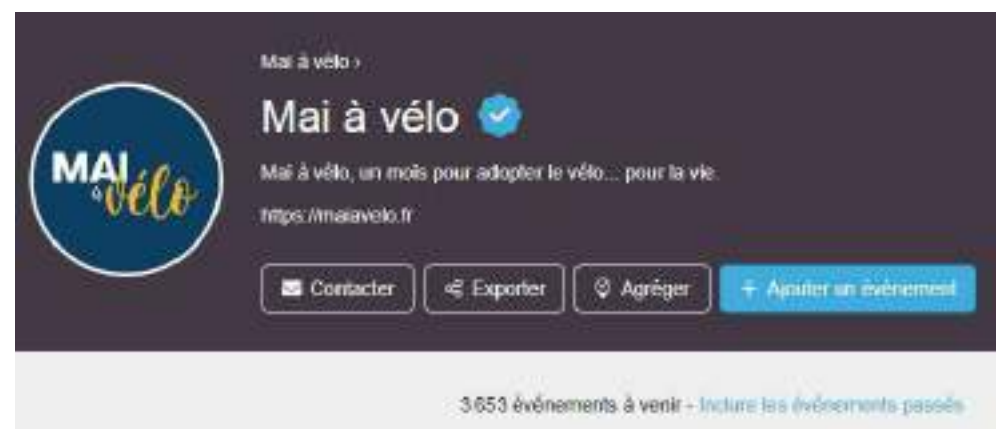 Mai à vélo ›
Mai à vélo
MAI à vélo
Mai à vélo, un mois pour adopter le vélo... pour la vie.
https://maiavelo.fr
Contacter
Exporter
Agréger
+ Ajouter un événement
3 653 événements à venir - Inclure les événements passés